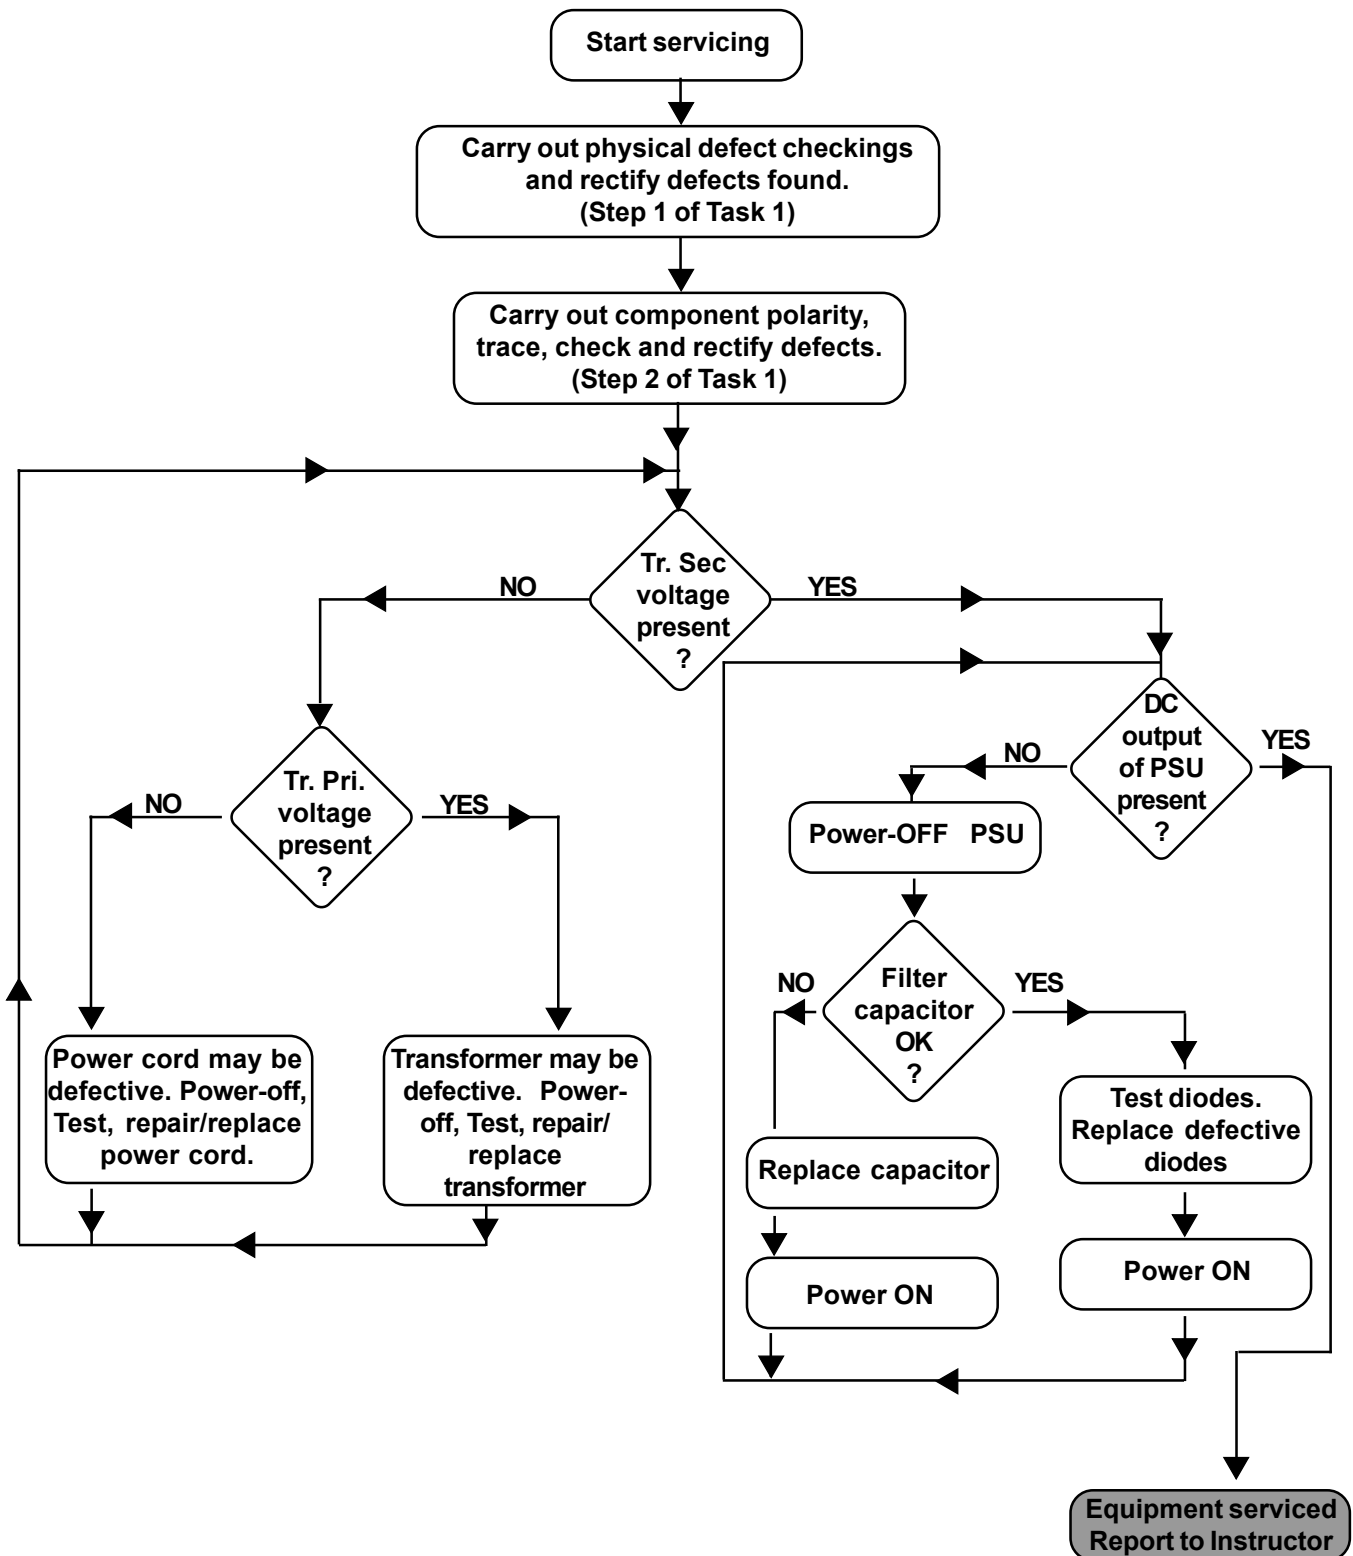 Start servicing
Carry out physical defect checkings
and rectify defects found.
(Step 1 of Task 1)
Carry out component polarity,
trace, check and rectify defects.
(Step 2 of Task 1)
Tr. Sec
voltage
present
?
NO
YES
Tr. Pri.
voltage
present
?
NO
YES
Power cord may be
defective. Power-off,
Test, repair/replace
power cord.
Transformer may be
defective. Power-
off, Test, repair/
replace
transformer
DC
output
of PSU
present
?
NO
YES
Power-OFF PSU
Filter
capacitor
OK
?
NO
YES
Replace capacitor
Power ON
Test diodes.
Replace defective
diodes
Power ON
Equipment serviced
Report to Instructor